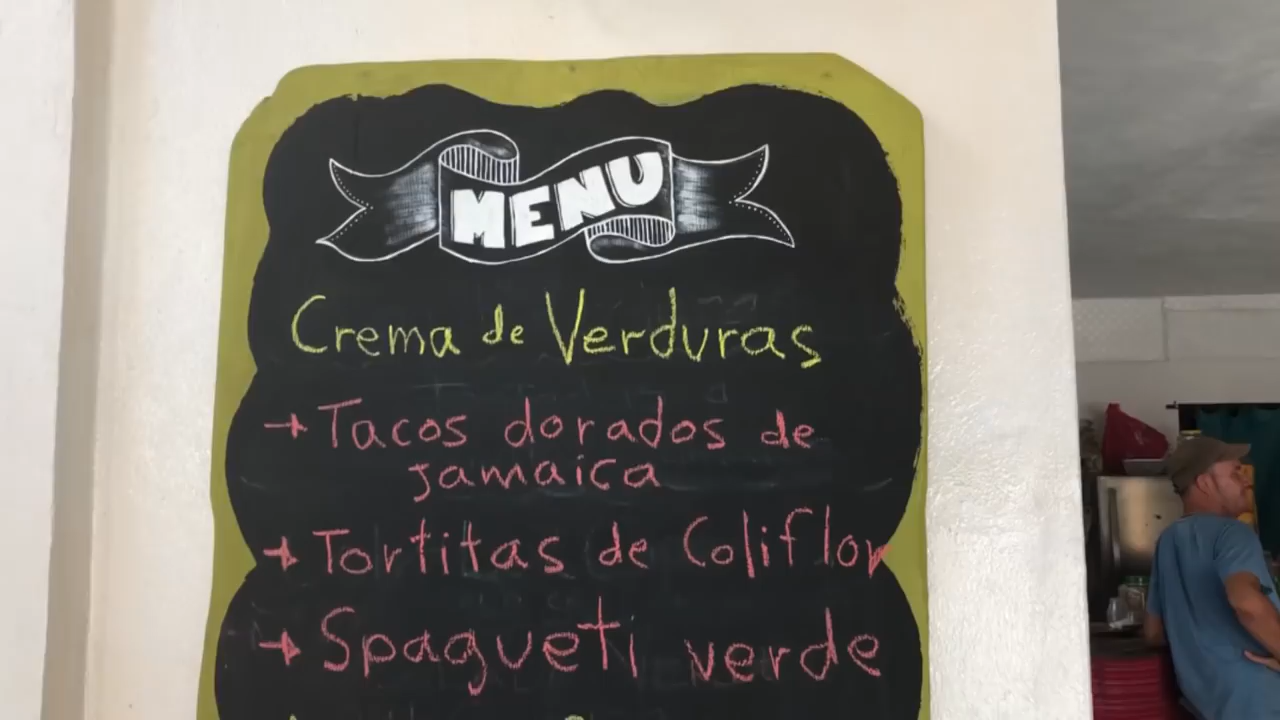 MENU
Crema de Verduras
→ Tacos dorados de
jamaica
→ Tortitas de Coliflor
→ Spagueti verde